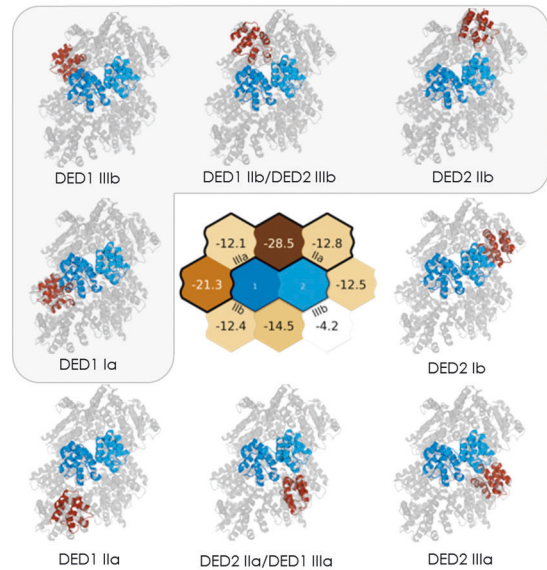 DED1 IIIb
DED1 IIb/DED2 IIIb
DED2 IIb
-12.1
-28.5
-12.8
IIIa
IIa
-21.3
1
2
-12.5
IIb
IIIb
-12.4
-14.5
-4.2
DED1 Ia
DED2 Ib
DED1 IIa
DED2 IIa/DED1 IIIa
DED2 IIIa